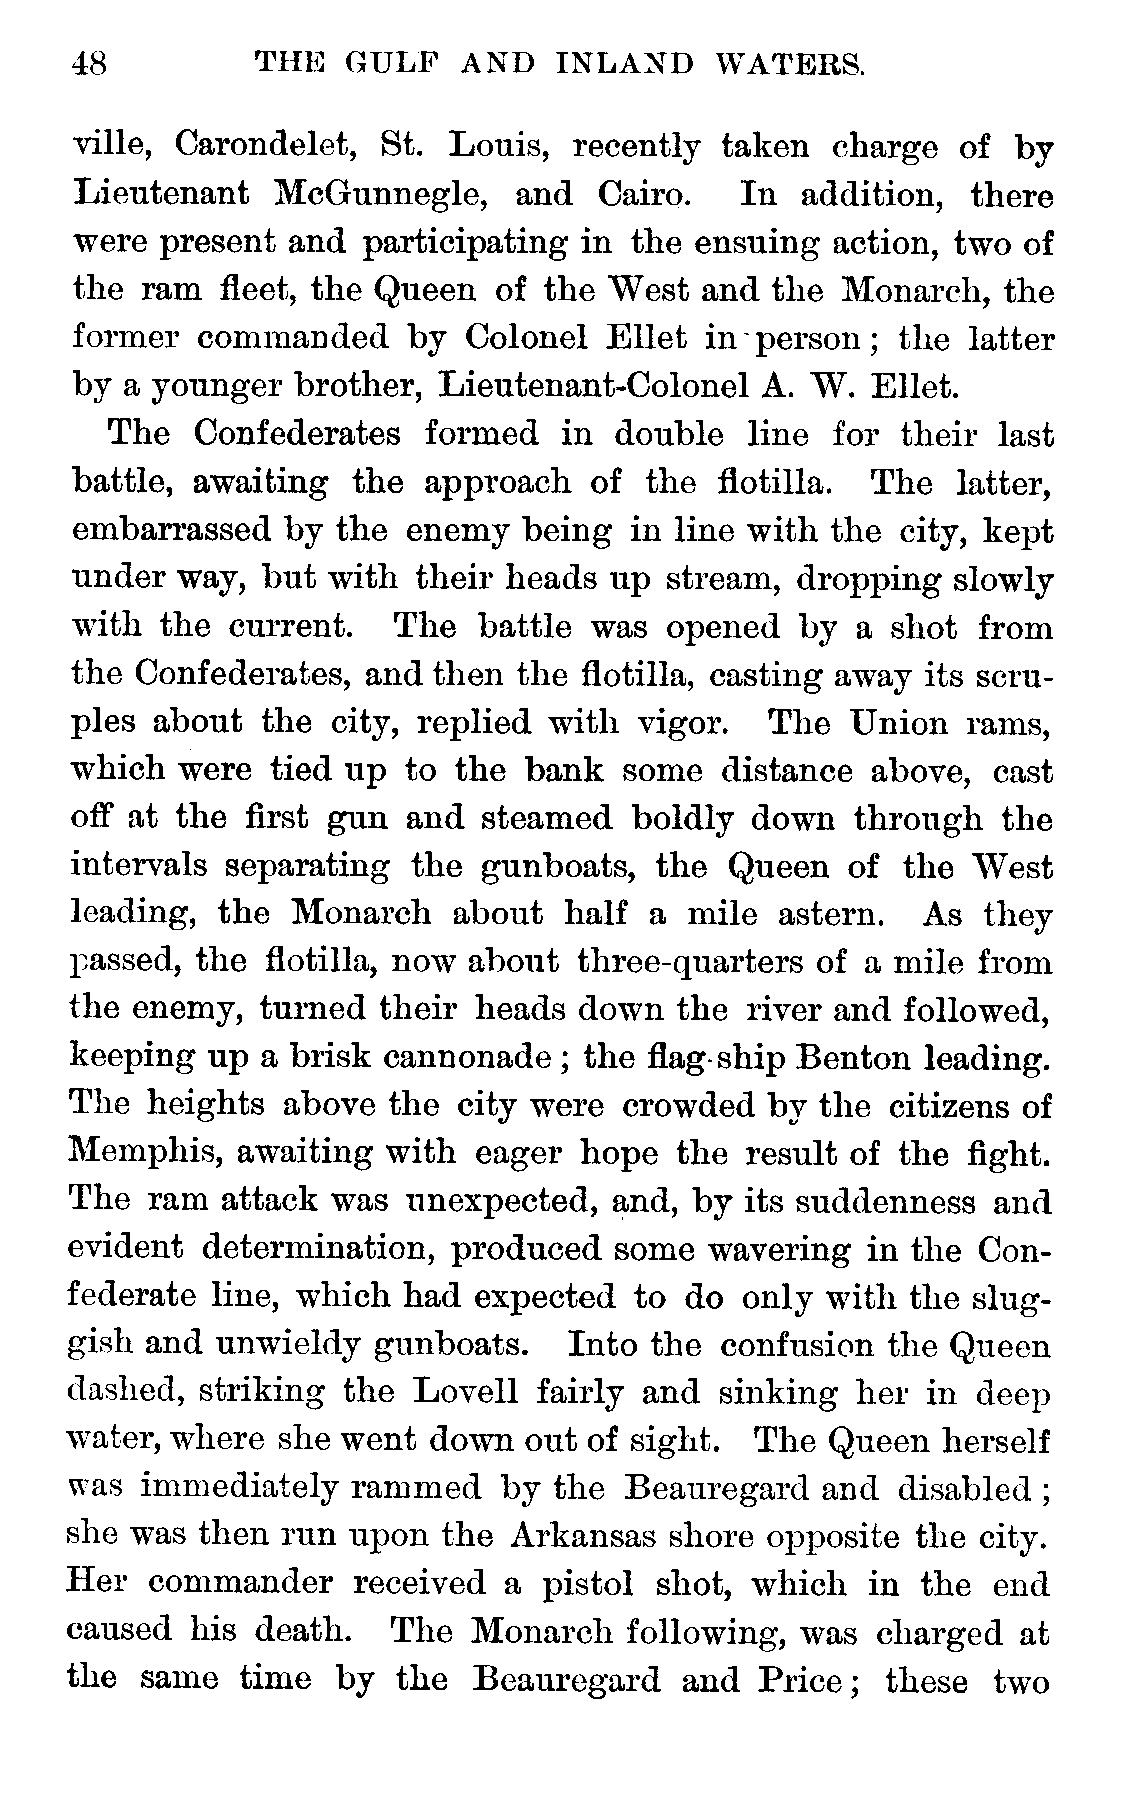 48 THE GULF AND INLAND WATERS.
ville, Carondelet, St. Louis, recently taken charge of by
Lieutenant McGunnegle, and Cairo. In addition, there
were present and participating in the ensuing action, two of
the ram fleet, the Queen of the West and the Monarch, the
former commanded by Colonel Ellet in person; the latter
by a younger brother, Lieutenant-Colonel A. W. Ellet.
The Confederates formed in double line for their last
battle, awaiting the approach of the flotilla. The latter,
embarrassed by the enemy being in line with the city, kept
under way, but with their heads up stream, dropping slowly
with the current. The battle was opened by a shot from
the Confederates, and then the flotilla, casting away its scru-
ples about the city, replied with vigor. The Union rams,
which were tied up to the bank some distance above, cast
off at the first gun and steamed boldly down through the
intervals separating the gunboats, the Queen of the West
leading, the Monarch about half a mile astern. As they
passed, the flotilla, now about three-quarters of a mile from
the enemy, turned their heads down the river and followed,
keeping up a brisk cannonade; the flag-ship Benton leading.
The heights above the city were crowded by the citizens of
Memphis, awaiting with eager hope the result of the fight.
The ram attack was unexpected, and, by its suddenness and
evident determination, produced some wavering in the Con-
federate line, which had expected to do only with the slug-
gish and unwieldy gunboats. Into the confusion the Queen
dashed, striking the Lovell fairly and sinking her in deep
water, where she went down out of sight. The Queen herself
was immediately rammed by the Beauregard and disabled;
she was then run upon the Arkansas shore opposite the city.
Her commander received a pistol shot, which in the end
caused his death. The Monarch following, was charged at
the same time by the Beauregard and Price; these two